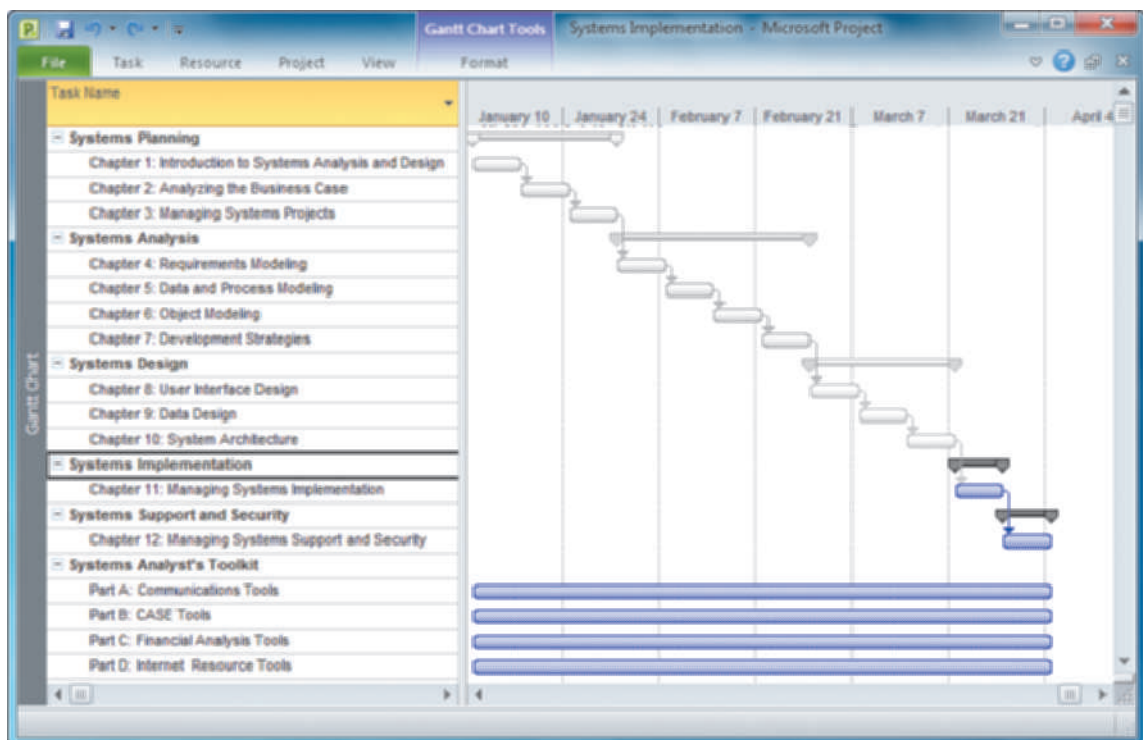 Gantt Chart Tools Systems Implementation - Microsoft Project
File Task Resource Project View Format
Task Name
January 10 January 24 February 7 February 21 March 7 March 21 April 4
Systems Planning
Chapter 1: Introduction to Systems Analysis and Design
Chapter 2: Analyzing the Business Case
Chapter 3: Managing Systems Projects
Systems Analysis
Chapter 4: Requirements Modeling
Chapter 5: Data and Process Modeling
Chapter 6: Object Modeling
Chapter 7: Development Strategies
Systems Design
Chapter 8: User Interface Design
Chapter 9: Data Design
Chapter 10: System Architecture
Systems Implementation
Chapter 11: Managing Systems Implementation
Systems Support and Security
Chapter 12: Managing Systems Support and Security
Systems Analyst's Toolkit
Part A: Communications Tools
Part B: CASE Tools
Part C: Financial Analysis Tools
Part D: Internet Resource Tools
Gantt Chart